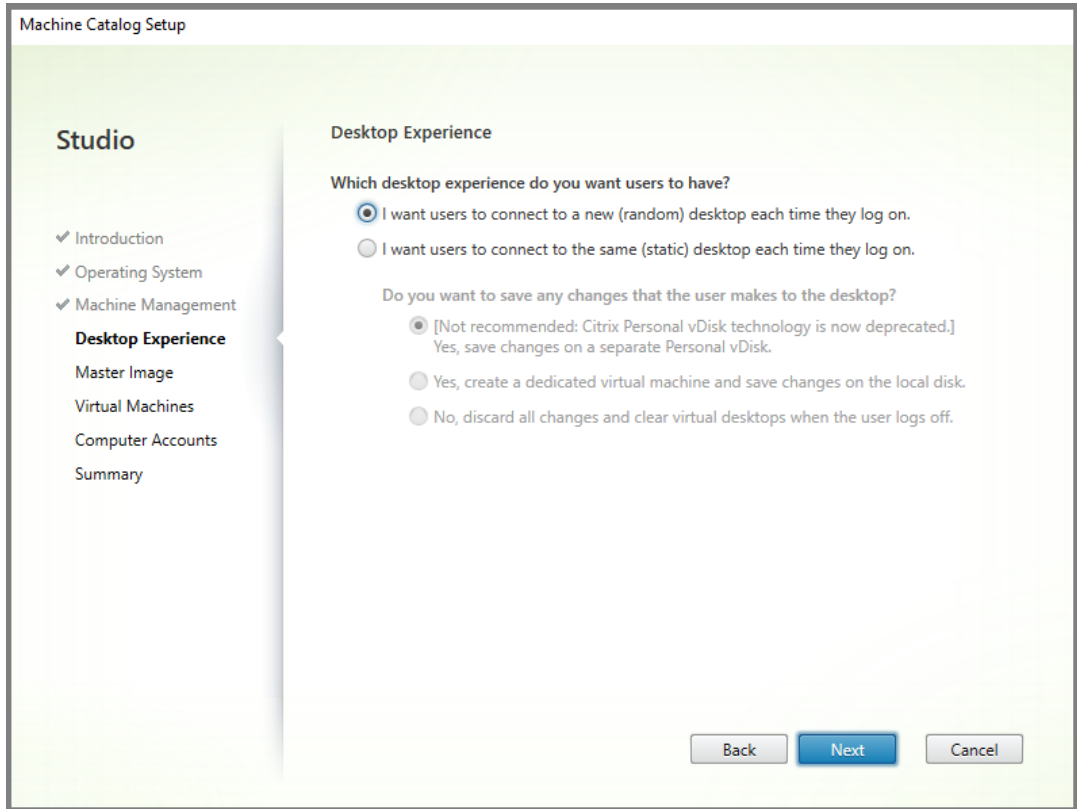 Machine Catalog Setup
Studio
Introduction
Operating System
Machine Management
Desktop Experience
Master Image
Virtual Machines
Computer Accounts
Summary
Desktop Experience
Which desktop experience do you want users to have?
I want users to connect to a new (random) desktop each time they log on.
I want users to connect to the same (static) desktop each time they log on.
Do you want to save any changes that the user makes to the desktop?
[Not recommended: Citrix Personal vDisk technology is now deprecated.]
Yes, save changes on a separate Personal vDisk.
Yes, create a dedicated virtual machine and save changes on the local disk.
No, discard all changes and clear virtual desktops when the user logs off.
Back
Next
Cancel